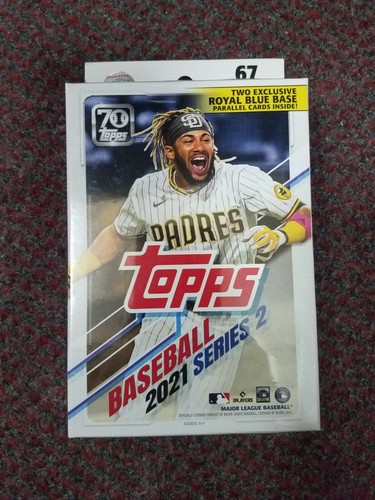 67
TWO EXCLUSIVE
ROYAL BLUE BASE
PARALLEL CARDS INSIDE!
70
topps
SD
PADRES
topps
BASEBALL
2021 SERIES 2
PLAYERS
MAJOR LEAGUE BASEBALL